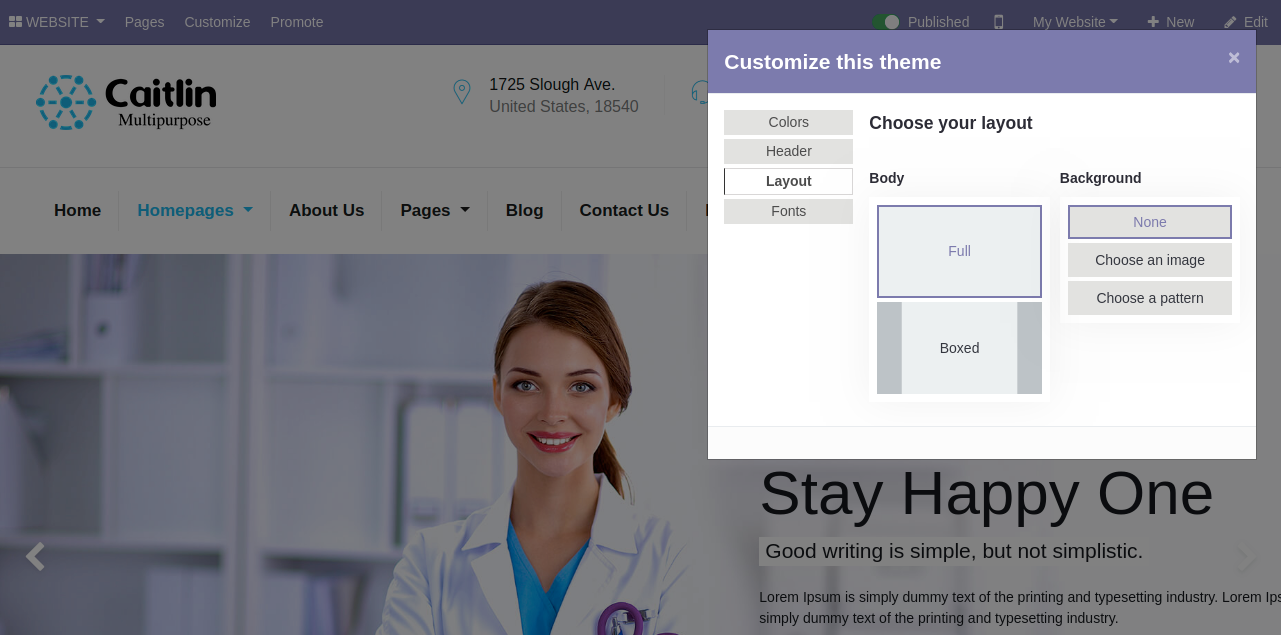 WEBSITE Pages Customize Promote Published My Website New Edit
Customize this theme ×
Caitlin
Multipurpose
1725 Slough Ave.
United States, 18540
Home Homepages About Us Pages Blog Contact Us
Colors
Header
Layout
Fonts
Choose your layout
Body
Full
Boxed
Background
None
Choose an image
Choose a pattern
Stay Happy One
Good writing is simple, but not simplistic.
Lorem Ipsum is simply dummy text of the printing and typesetting industry. Lorem Ips
simply dummy text of the printing and typesetting industry.